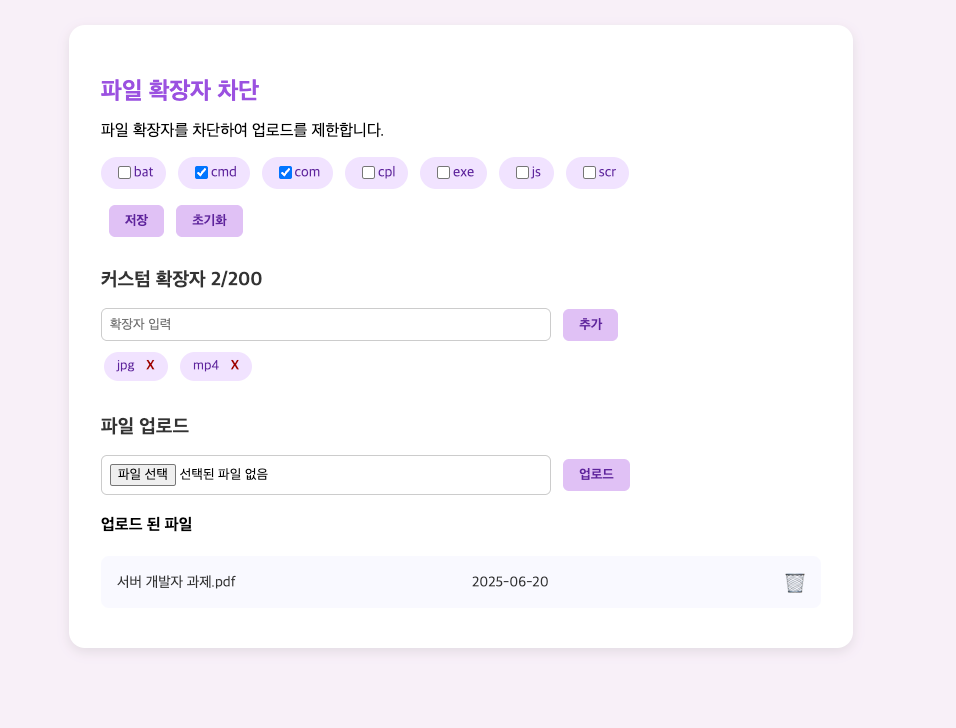 파일 확장자 차단
파일 확장자를 차단하여 업로드를 제한합니다.
bat cmd com cpl exe js scr
저장 초기화
커스텀 확장자 2/200
확장자 입력 추가
jpg X mp4 X
파일 업로드
파일 선택 선택된 파일 없음 업로드
업로드 된 파일
서버 개발자 과제.pdf 2025-06-20